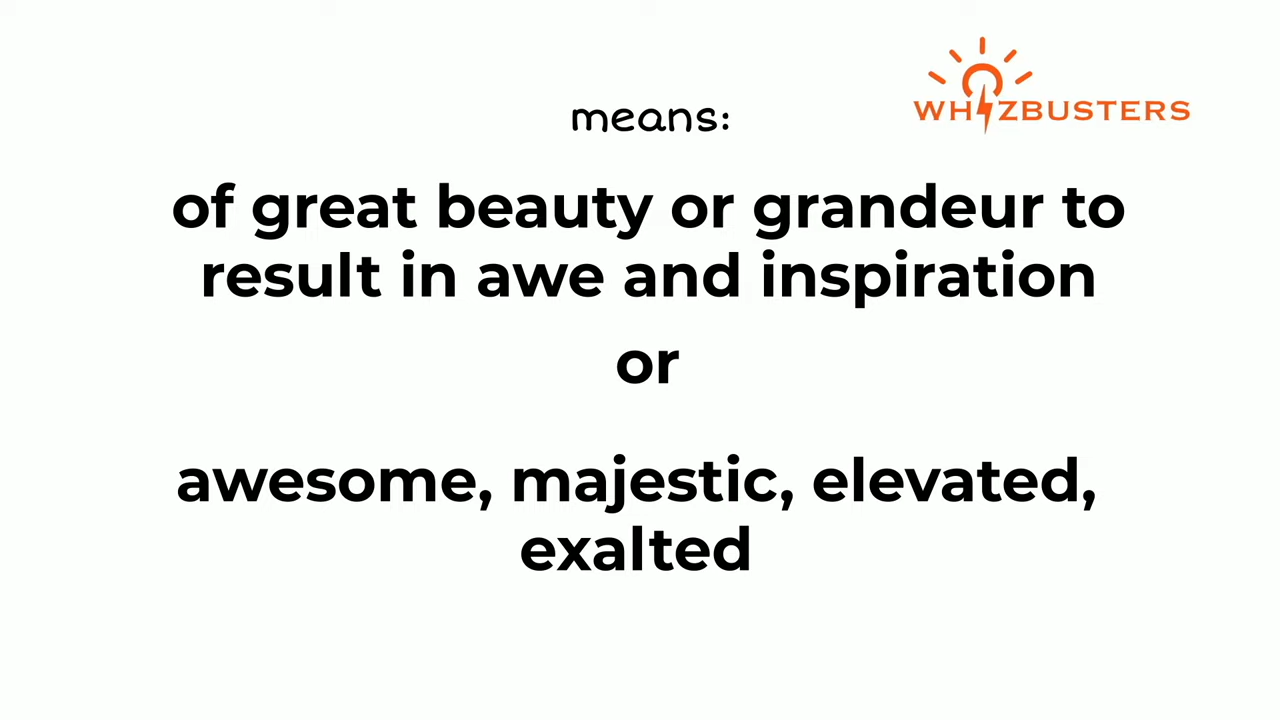 means:
WHIZBUSTERS
of great beauty or grandeur to
result in awe and inspiration
or
awesome, majestic, elevated,
exalted